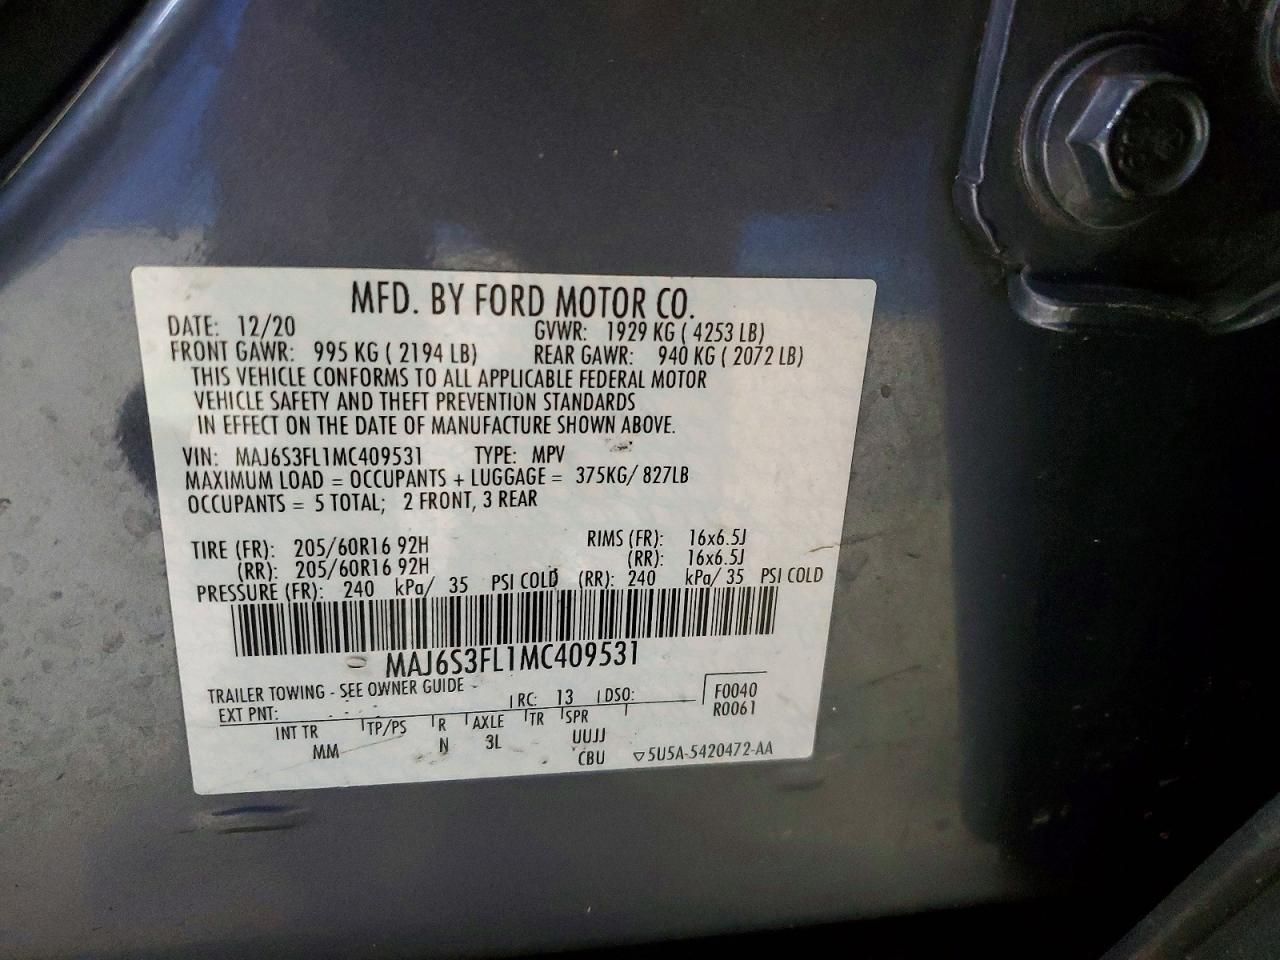 MFD. BY FORD MOTOR CO.
DATE: 12/20 GVWR: 1929 KG ( 4253 LB)
FRONT GAWR: 995 KG ( 2194 LB) REAR GAWR: 940 KG ( 2072 LB)
THIS VEHICLE CONFORMS TO ALL APPLICABLE FEDERAL MOTOR
VEHICLE SAFETY AND THEFT PREVENTION STANDARDS
IN EFFECT ON THE DATE OF MANUFACTURE SHOWN ABOVE.
VIN: MAJ6S3FL1MC409531 TYPE: MPV
MAXIMUM LOAD = OCCUPANTS + LUGGAGE = 375KG/ 827LB
OCCUPANTS = 5 TOTAL; 2 FRONT, 3 REAR
TIRE (FR): 205/60R16 92H RIMS (FR): 16x6.5J
(RR): 205/60R16 92H (RR): 16x6.5J
PRESSURE (FR): 240 kPa/ 35 PSI COLD (RR): 240 kPa/ 35 PSI COLD
MAJ6S3FL1MC409531
TRAILER TOWING - SEE OWNER GUIDE
EXT PNT: RC: 13 DSO: F0040
R0061
INT TR TP/PS R AXLE TR SPR
MM N 3L UUJJ
CBU 5U5A-5420472-AA